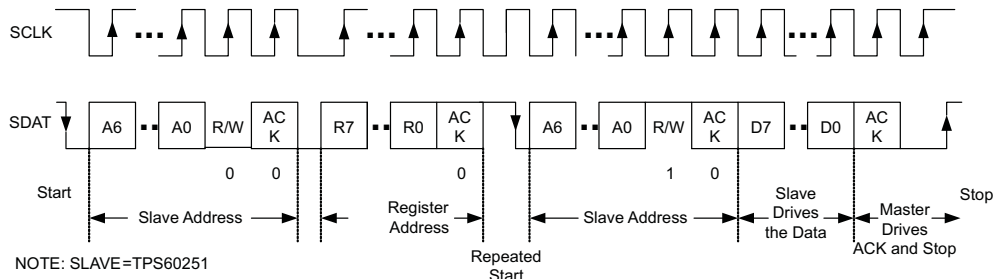 SCLK
SDAT
A6 A0 R/W AC K R7 R0 AC K A6 A0 R/W AC K D7 D0 AC K
0 0 0 1 0
Start
Stop
Slave Address
Register Address
Slave Address
Slave Drives the Data
Master Drives ACK and Stop
Repeated Start
NOTE: SLAVE=TPS60251